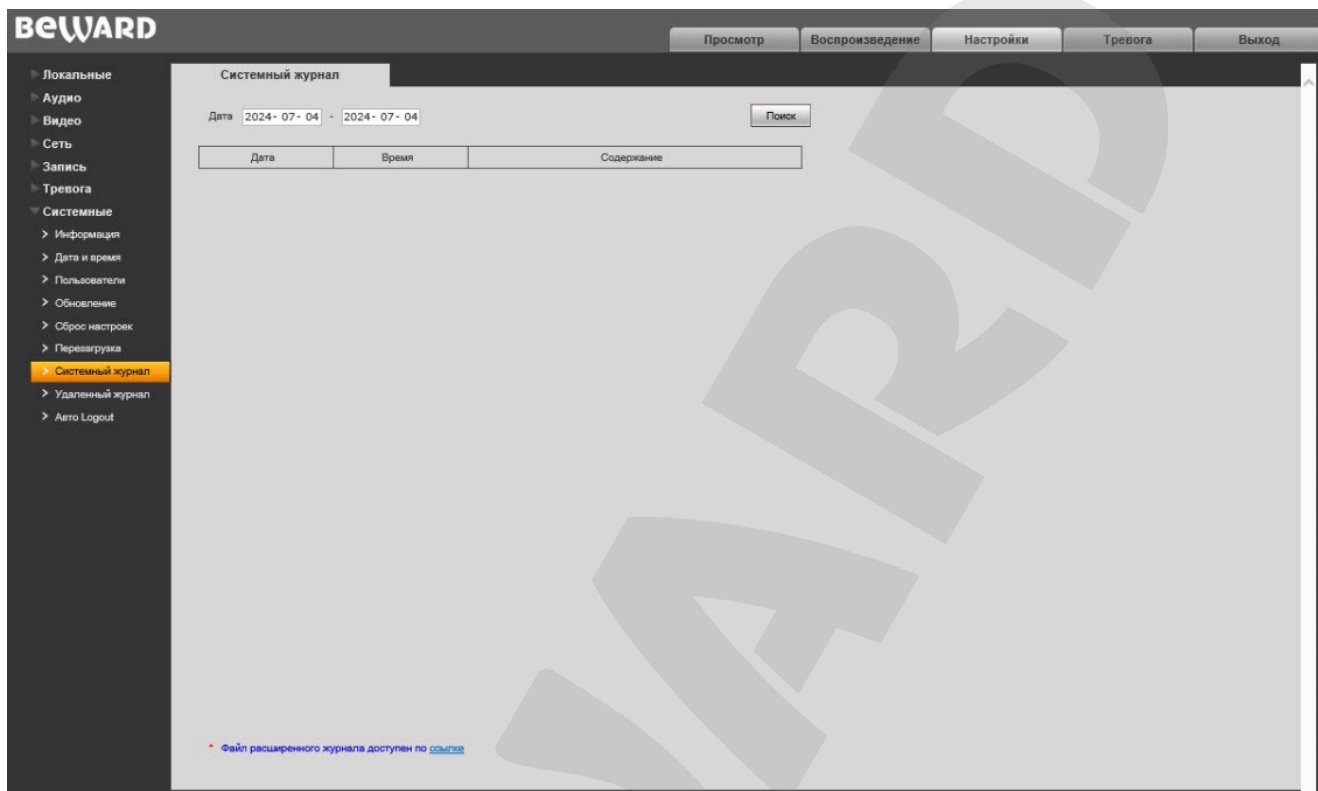 BEWARD
Просмотр Воспроизведение Настройки Тревога Выход
Локальные
Аудио
Видео
Сеть
Запись
Тревога
Системные
Информация
Дата и время
Пользователи
Обновление
Сброс настроек
Перезагрузка
Системный журнал
Удаленный журнал
Авто Logout
Системный журнал
Дата 2024-07-04 - 2024-07-04 Поиск
Дата Время Содержание
* Файл расширенного журнала доступен по ссылке